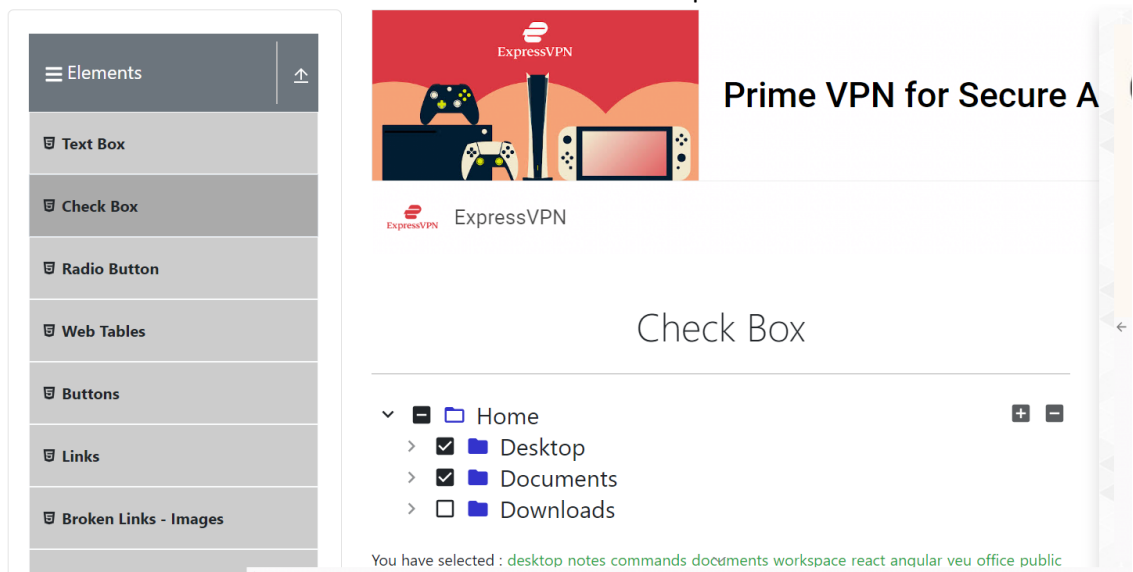 Elements
Text Box
Check Box
Radio Button
Web Tables
Buttons
Links
Broken Links - Images
ExpressVPN
Prime VPN for Secure A
ExpressVPN
ExpressVPN
Check Box
Home
Desktop
Documents
Downloads
You have selected : desktop notes commands documents workspace react angular veu office public